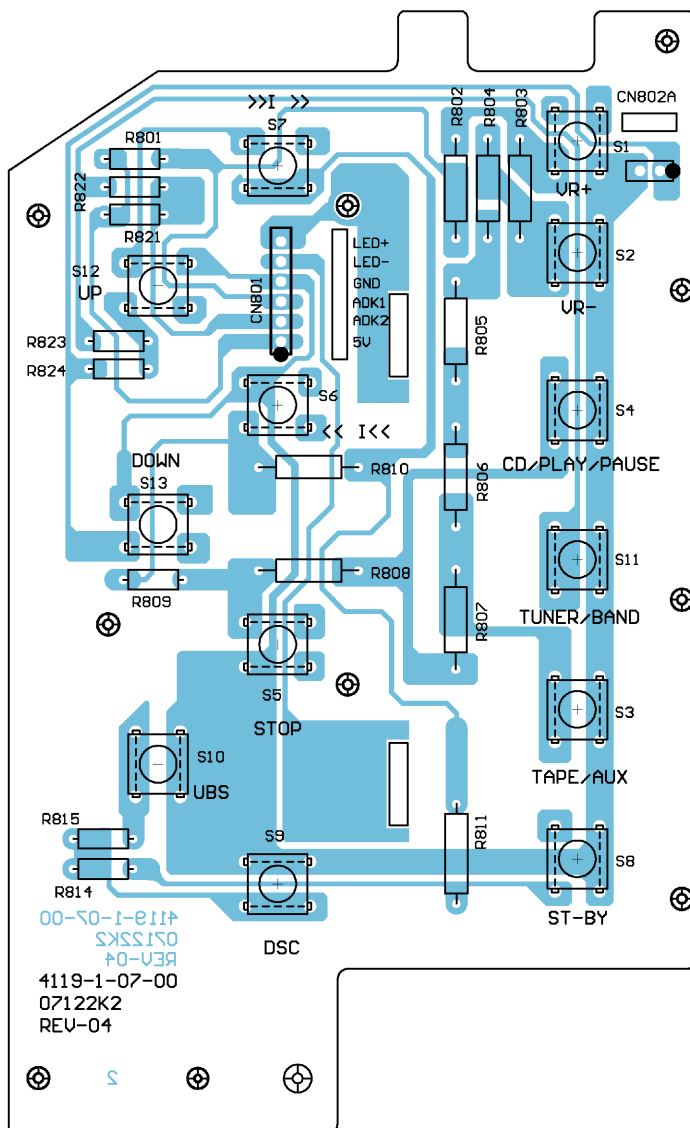 >>I >>
S7
R802
R804
R803
CN802A
S1
VR+
R801
R822
R821
S12
UP
LED+
LED-
GND
ADK1
ADK2
5V
CN801
S2
VR-
R823
R824
R805
S6
<< I<<
S4
CD/PLAY/PAUSE
DOWN
S13
R810
R806
S11
TUNER/BAND
R808
R809
R807
S5
STOP
S3
TAPE/AUX
S10
UBS
R815
S9
R811
S8
R814
ST-BY
DSC
4119-1-07-00
07122K2
REV-04
4119-1-07-00
07122K2
REV-04
2